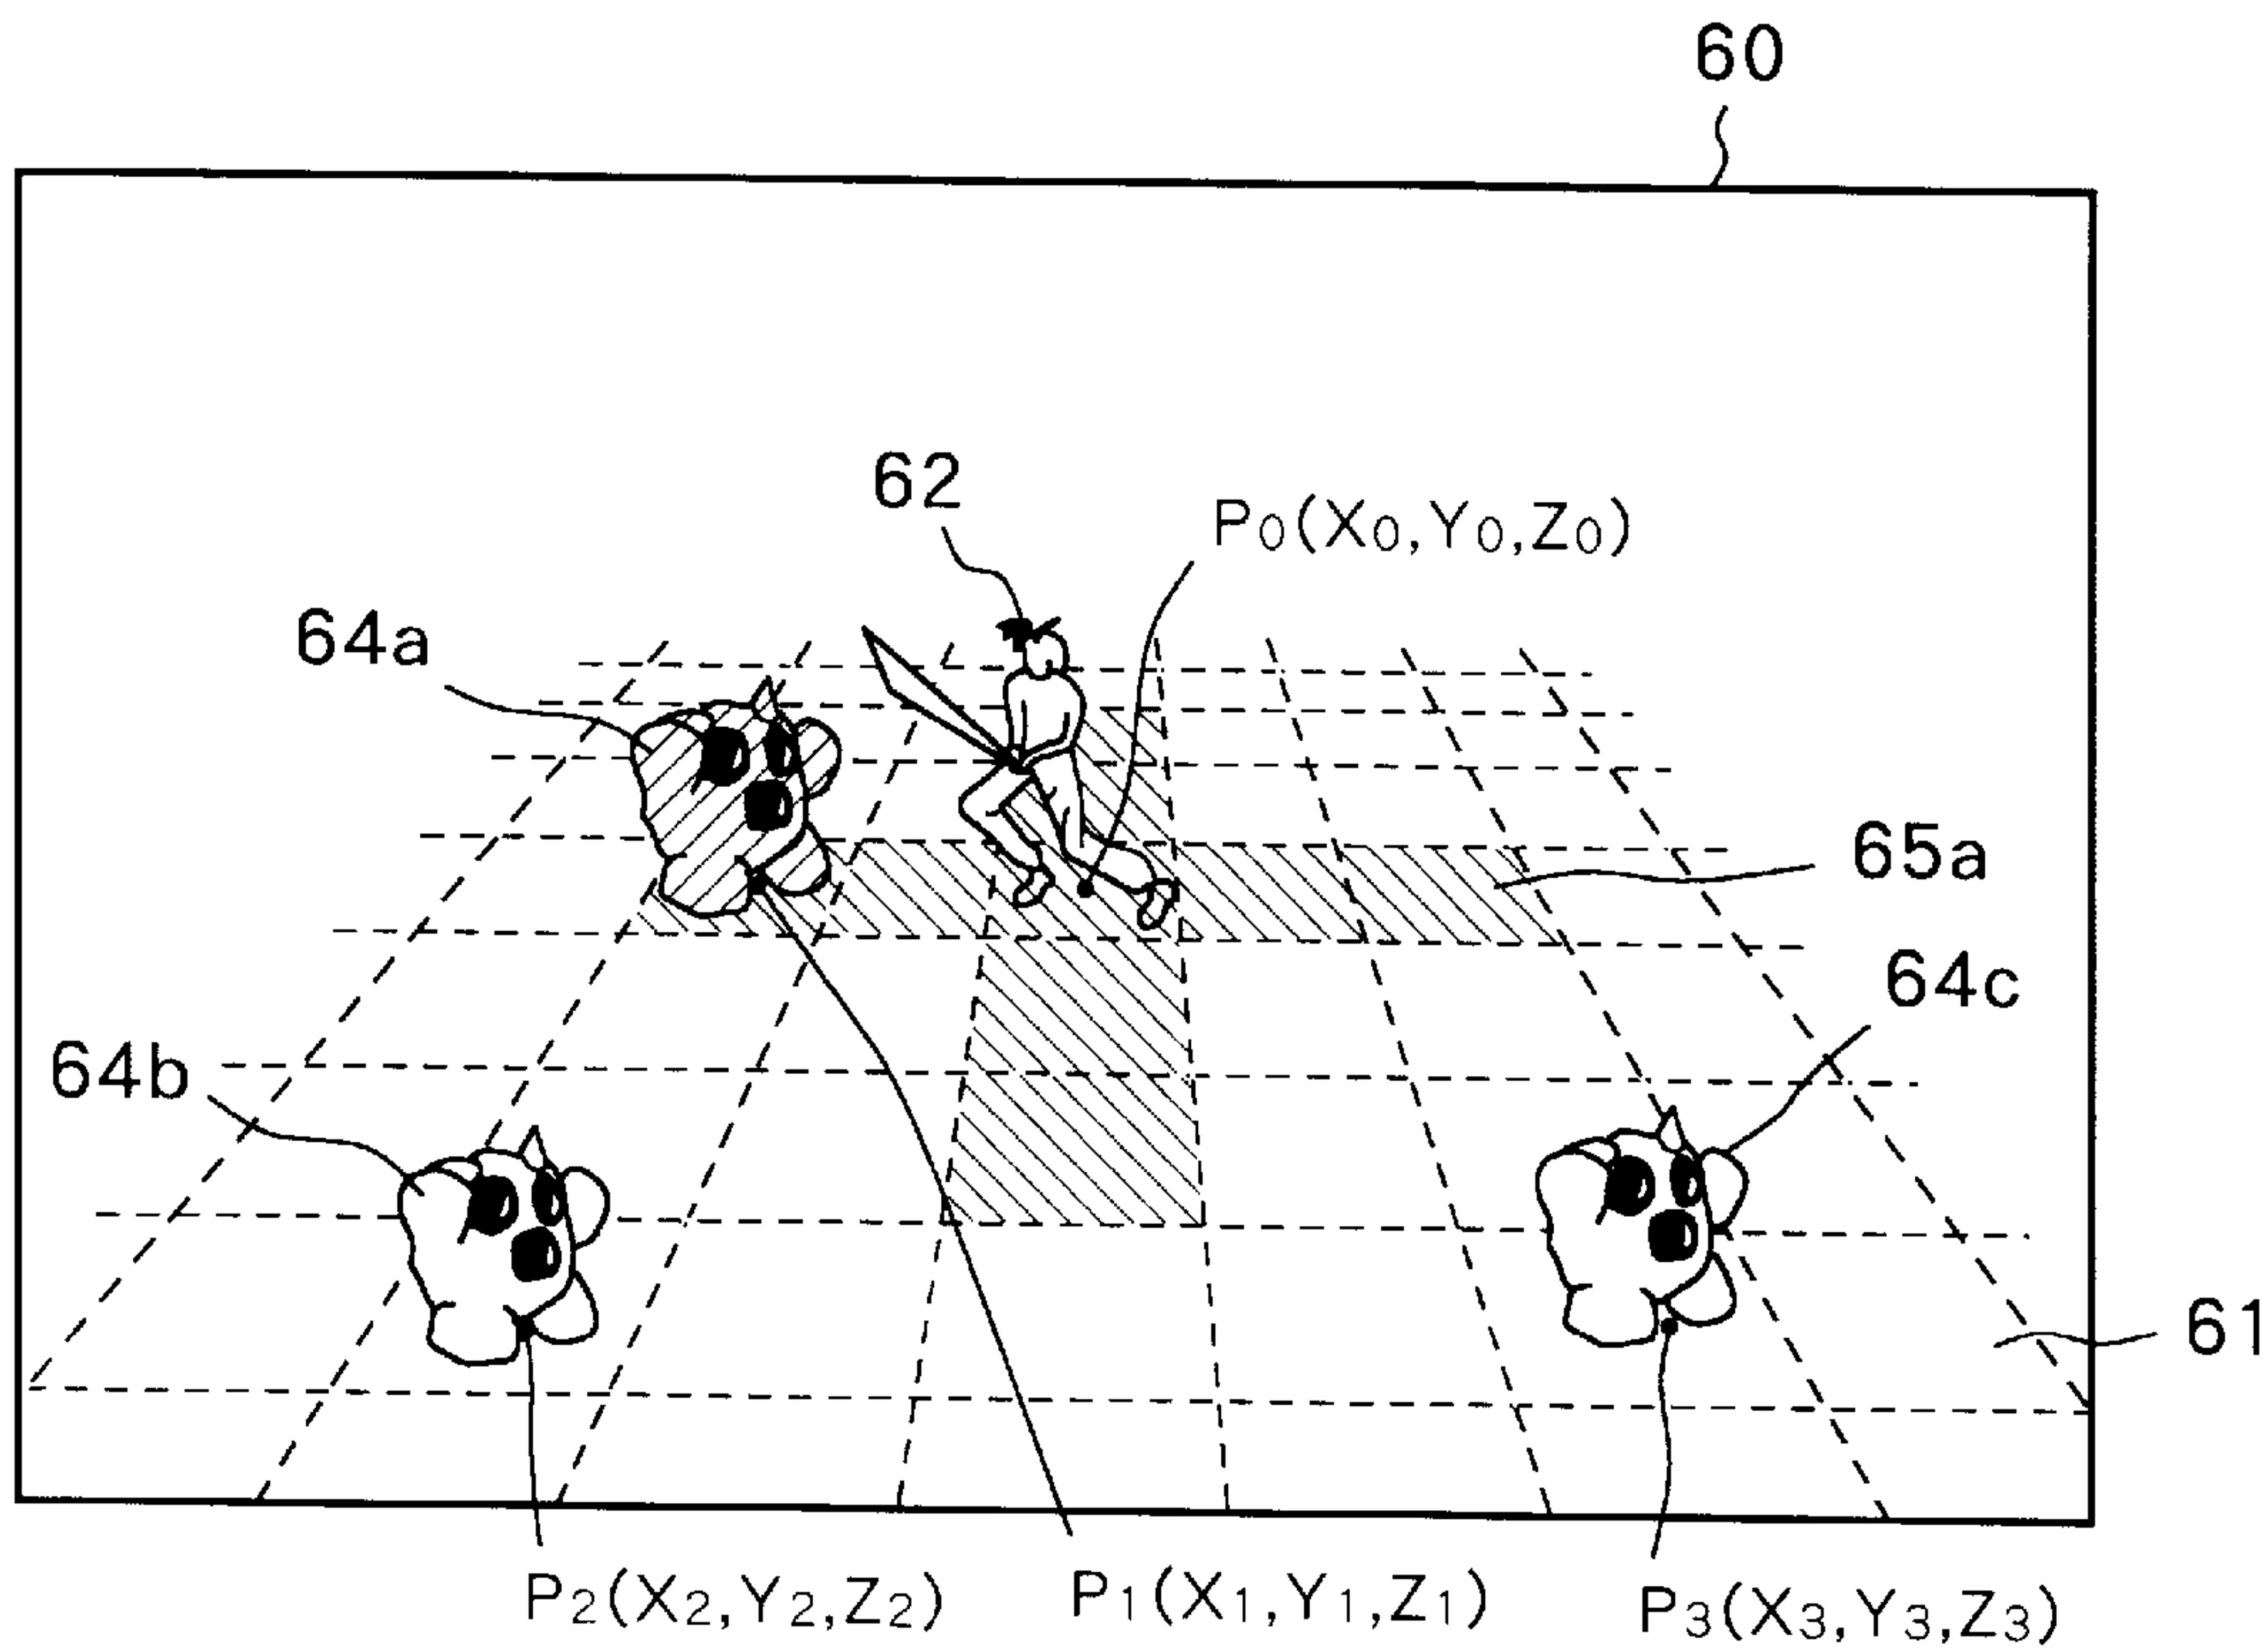 60
62
P0(X0,Y0,Z0)
64a
65a
64c
64b
61
P2(X2,Y2,Z2)
P1(X1,Y1,Z1)
P3(X3,Y3,Z3)